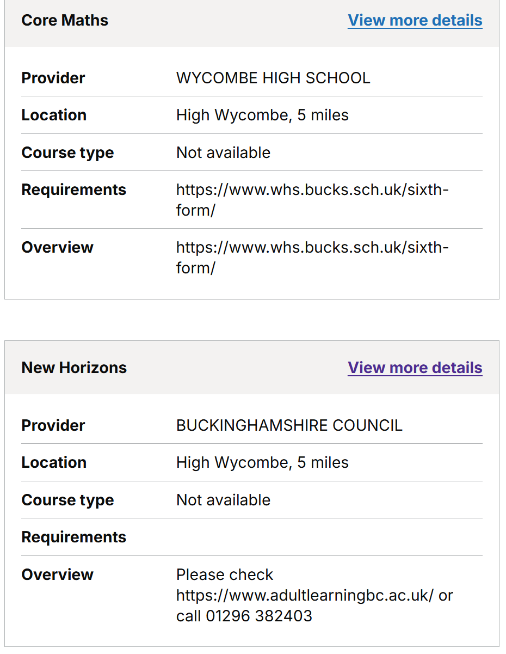 Core Maths View more details
Provider WYCOMBE HIGH SCHOOL
Location High Wycombe, 5 miles
Course type Not available
Requirements https://www.whs.bucks.sch.uk/sixth-
form/
Overview https://www.whs.bucks.sch.uk/sixth-
form/
New Horizons View more details
Provider BUCKINGHAMSHIRE COUNCIL
Location High Wycombe, 5 miles
Course type Not available
Requirements
Overview Please check
https://www.adultlearningbc.ac.uk/ or
call 01296 382403